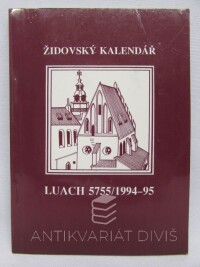 ŽIDOVSKÝ KALENDÁŘ
LUACH 5755/1994-95
ANTIKVARIÁT DIVIŠ